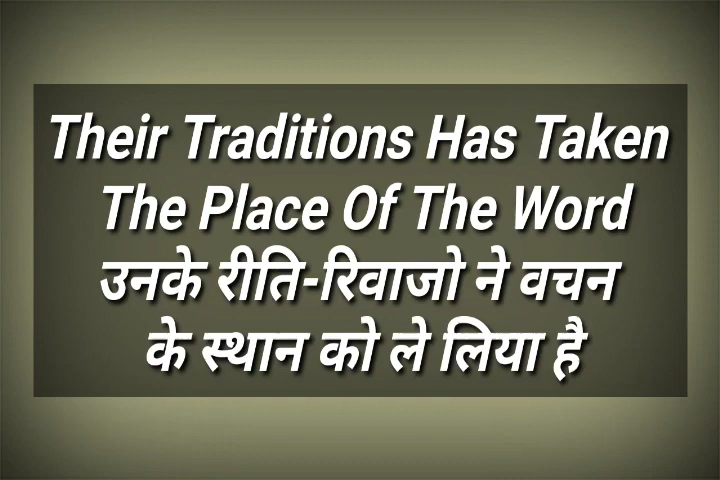 Their Traditions Has Taken
The Place Of The Word
उनके रीति-रिवाजो ने वचन
के स्थान को ले लिया है